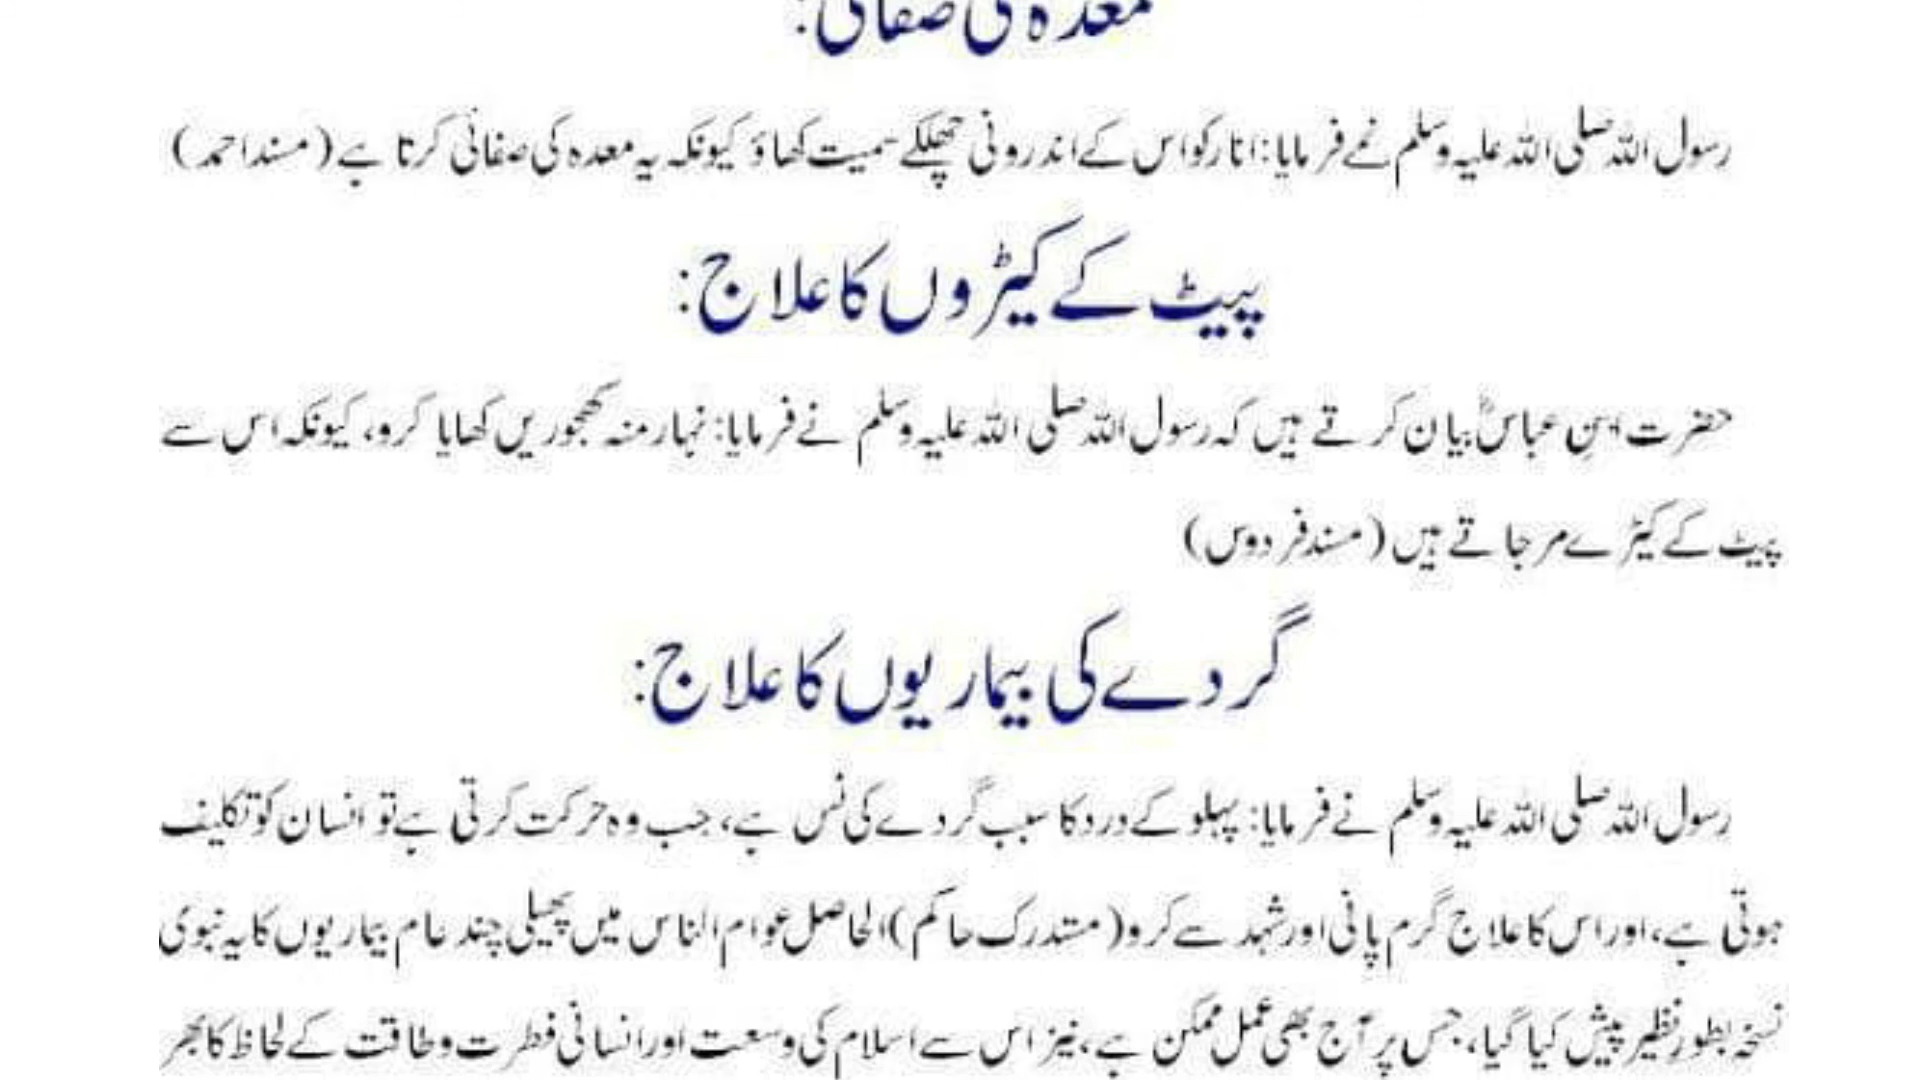 معدہ کی صفائی:
رسول اللہ صلی اللہ علیہ وسلم نے فرمایا: انار کو اس کے اندرونی چھلکے سمیت کھاؤ کیونکہ یہ معدہ کی صفائی کرتا ہے (مسند احمد)
پیٹ کے کیڑوں کا علاج:
حضرت ابن عباسؓ بیان کرتے ہیں کہ رسول اللہ صلی اللہ علیہ وسلم نے فرمایا: نہار منہ کھجوریں کھایا کرو، کیونکہ اس سے
پیٹ کے کیڑے مر جاتے ہیں (مسند فردوس)
گردے کی بیماریوں کا علاج:
رسول اللہ صلی اللہ علیہ وسلم نے فرمایا: پہلو کے درد کا سبب گردے کی نس ہے، جب وہ حرکت کرتی ہے تو انسان کو تکلیف
ہوتی ہے، اور اس کا علاج گرم پانی اور شہد سے کرو (مستدرک حاکم) الحاصل عوام الناس میں پھیلی چند عام بیماریوں کا یہ نبوی
نسخہ بطور نظیر پیش کیا گیا، جس پر آج بھی عمل ممکن ہے، نیز اس سے اسلام کی وسعت اور انسانی فطرت و طاقت کے لحاظ کا بھر